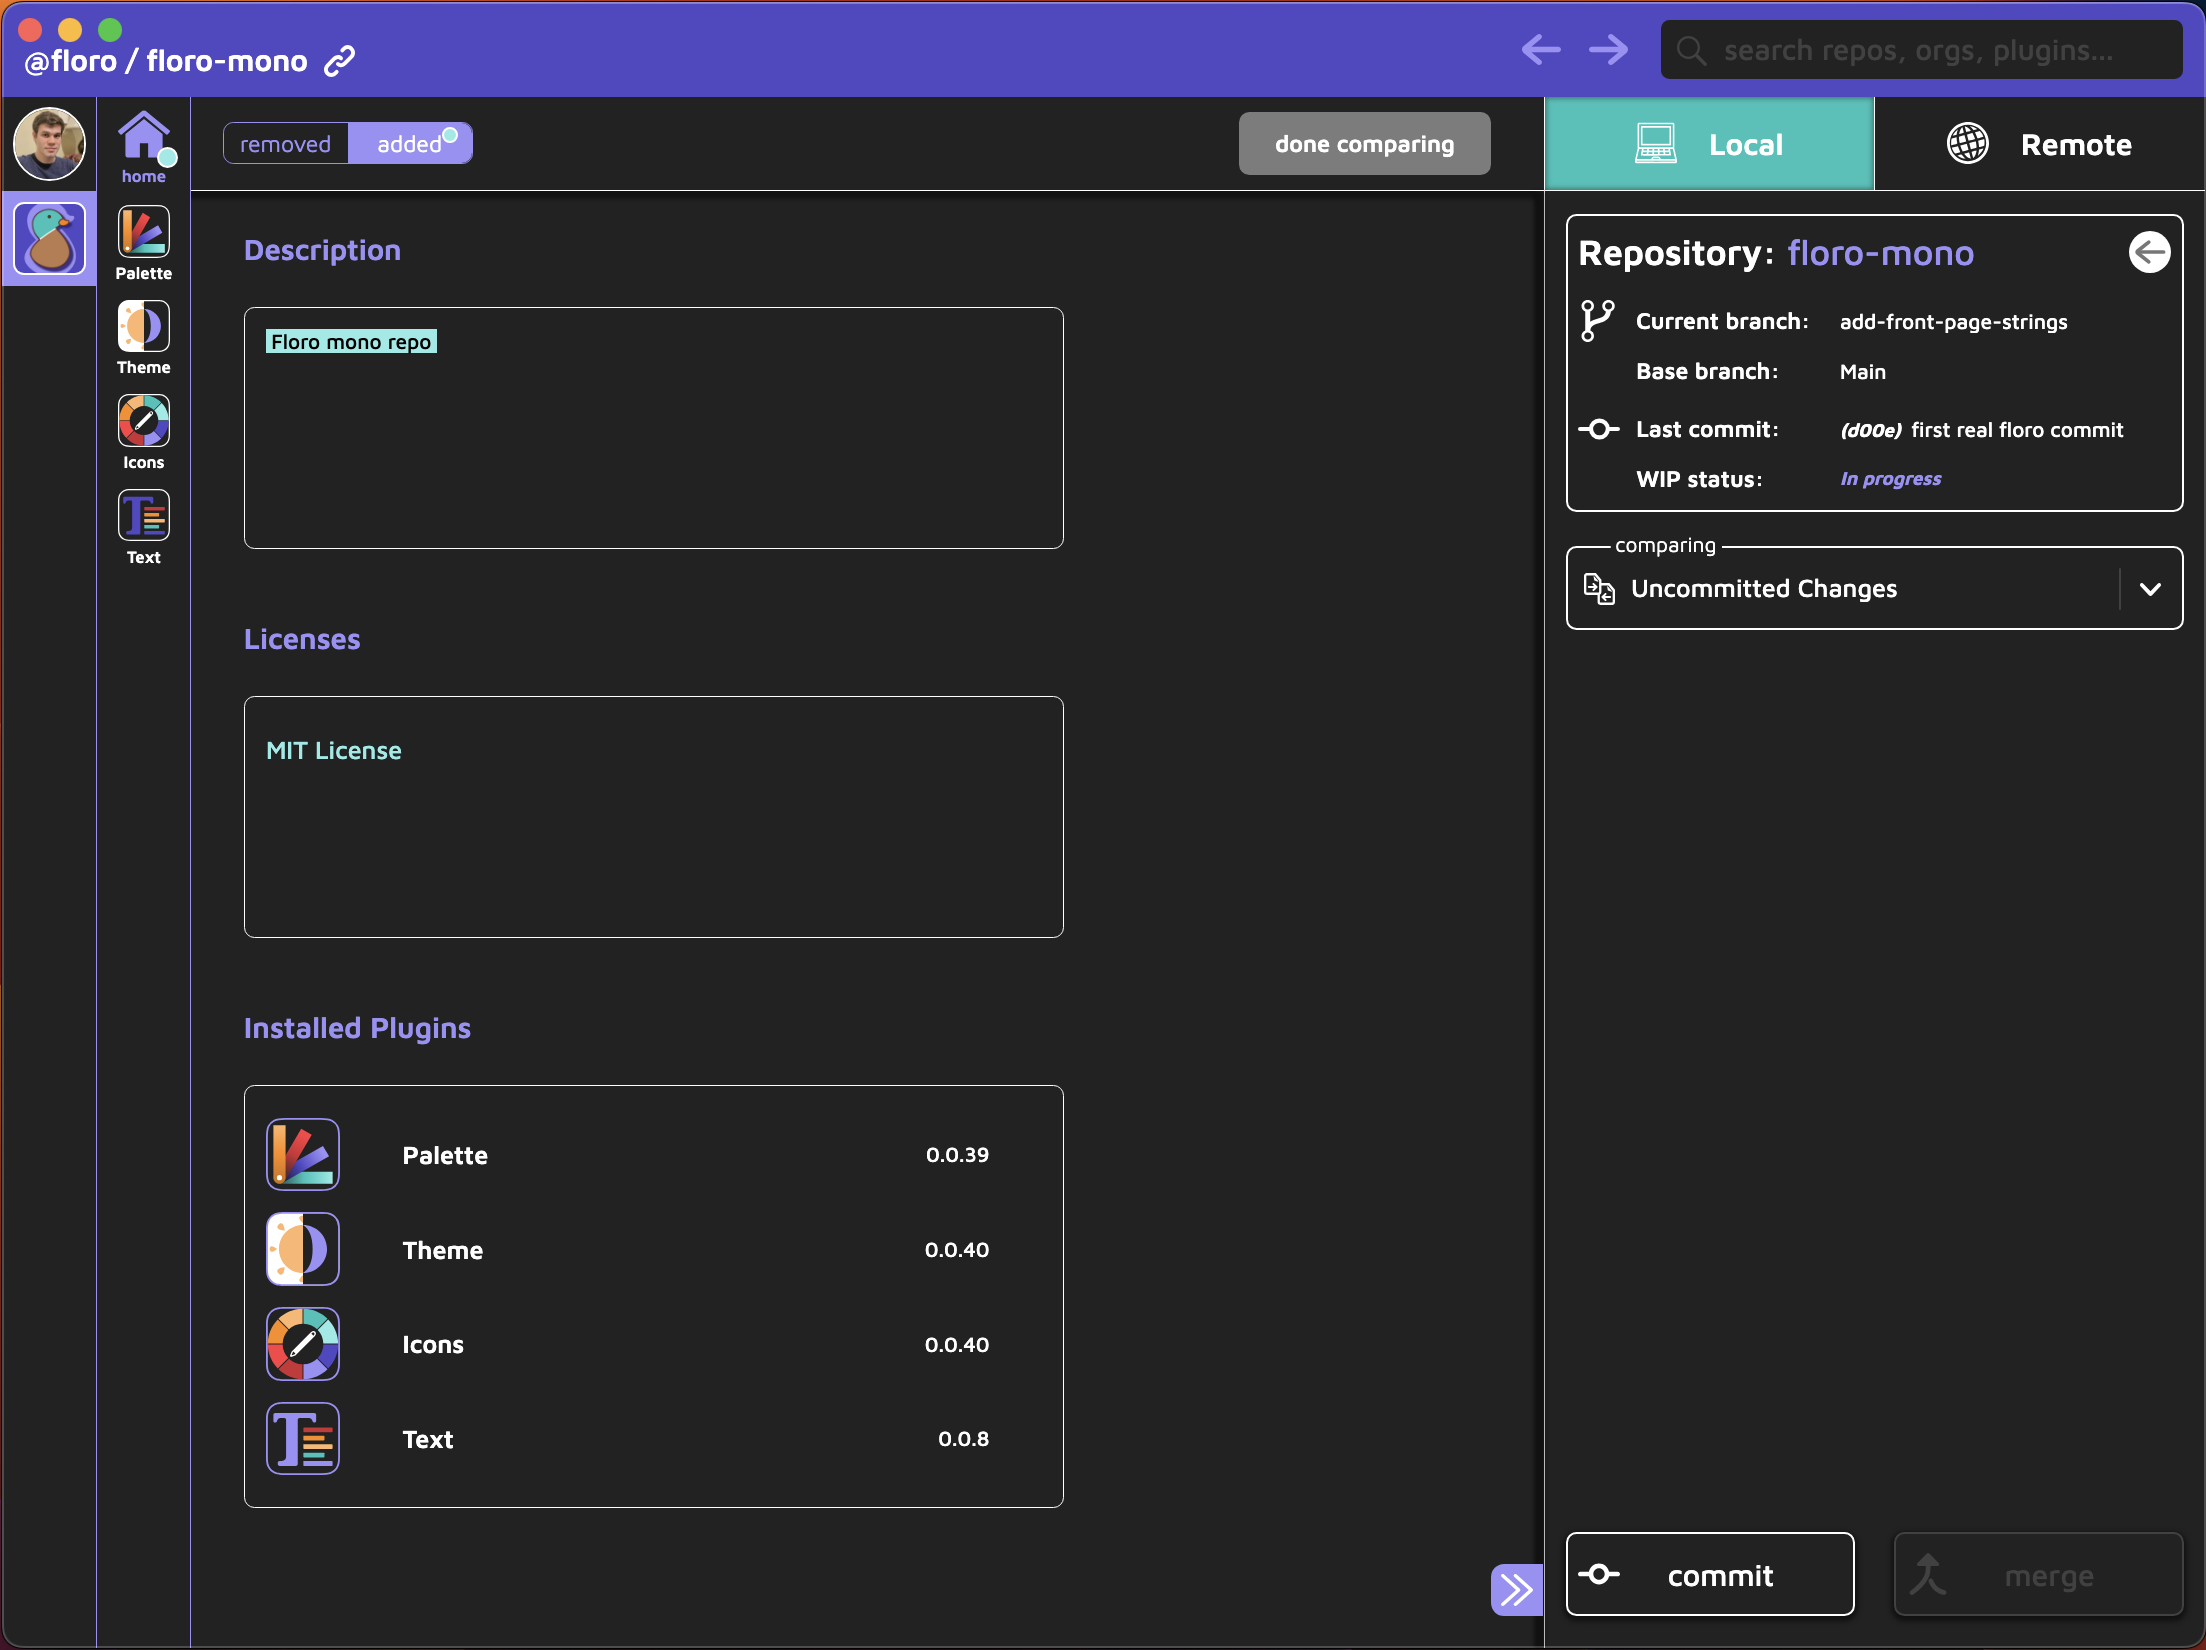 @floro / floro-mono
search repos, orgs, plugins...
home
Palette
Theme
Icons
Text
removed
added
done comparing
Local
Remote
Description
Floro mono repo
Licenses
MIT License
Installed Plugins
Palette 0.0.39
Theme 0.0.40
Icons 0.0.40
Text 0.0.8
Repository: floro-mono
Current branch: add-front-page-strings
Base branch: Main
Last commit: (d00e) first real floro commit
WIP status: In progress
comparing
Uncommitted Changes
commit
merge